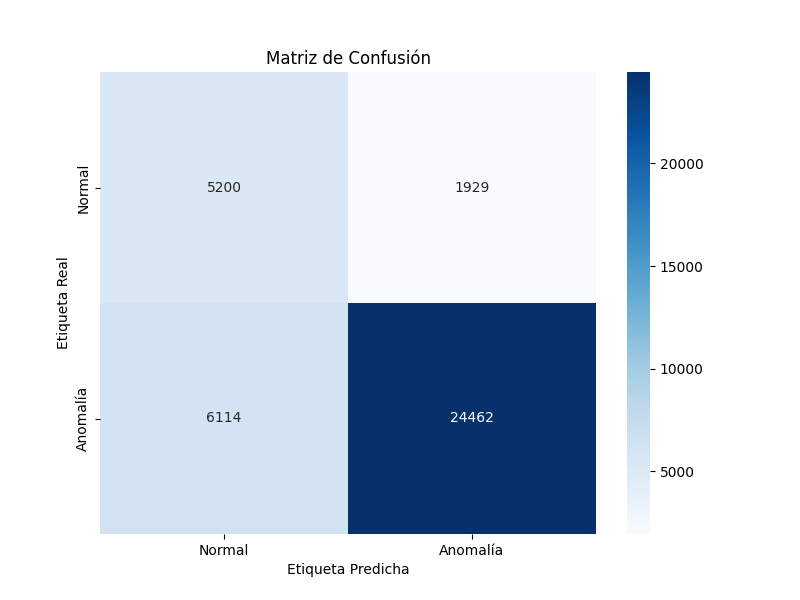 Matriz de Confusión
Etiqueta Real
Normal
5200
1929
Anomalía
6114
24462
Normal
Anomalía
Etiqueta Predicha
20000
15000
10000
5000